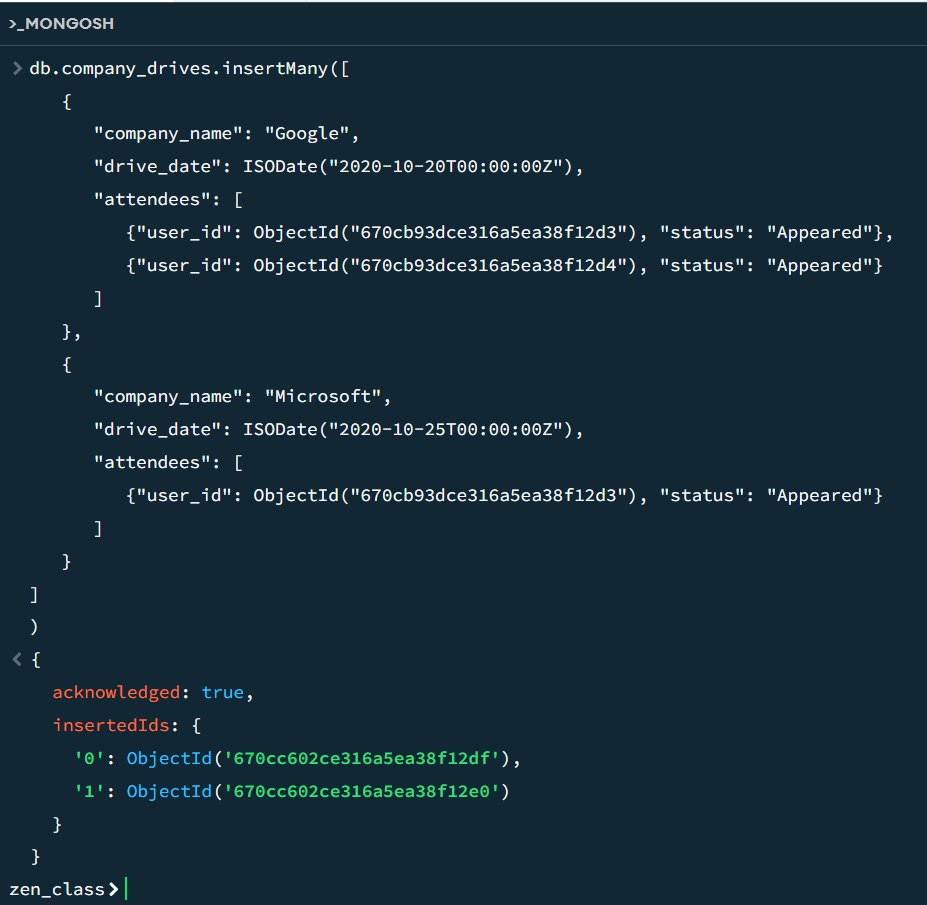 >_MONGOSH
> db.company_drives.insertMany([
{
"company_name": "Google",
"drive_date": ISODate("2020-10-20T00:00:00Z"),
"attendees": [
{"user_id": ObjectId("670cb93dce316a5ea38f12d3"), "status": "Appeared"},
{"user_id": ObjectId("670cb93dce316a5ea38f12d4"), "status": "Appeared"}
]
},
{
"company_name": "Microsoft",
"drive_date": ISODate("2020-10-25T00:00:00Z"),
"attendees": [
{"user_id": ObjectId("670cb93dce316a5ea38f12d3"), "status": "Appeared"}
]
}
]
)
< {
acknowledged: true,
insertedIds: {
'0': ObjectId('670cc602ce316a5ea38f12df'),
'1': ObjectId('670cc602ce316a5ea38f12e0')
}
}
zen_class>